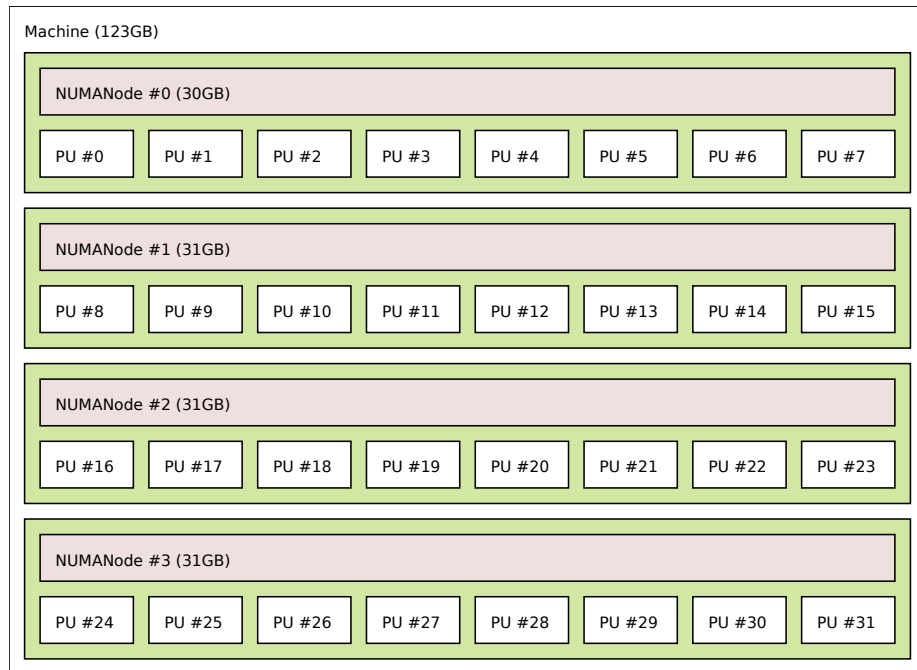 Machine (123GB)
NUMANode #0 (30GB)
PU #0 PU #1 PU #2 PU #3 PU #4 PU #5 PU #6 PU #7
NUMANode #1 (31GB)
PU #8 PU #9 PU #10 PU #11 PU #12 PU #13 PU #14 PU #15
NUMANode #2 (31GB)
PU #16 PU #17 PU #18 PU #19 PU #20 PU #21 PU #22 PU #23
NUMANode #3 (31GB)
PU #24 PU #25 PU #26 PU #27 PU #28 PU #29 PU #30 PU #31